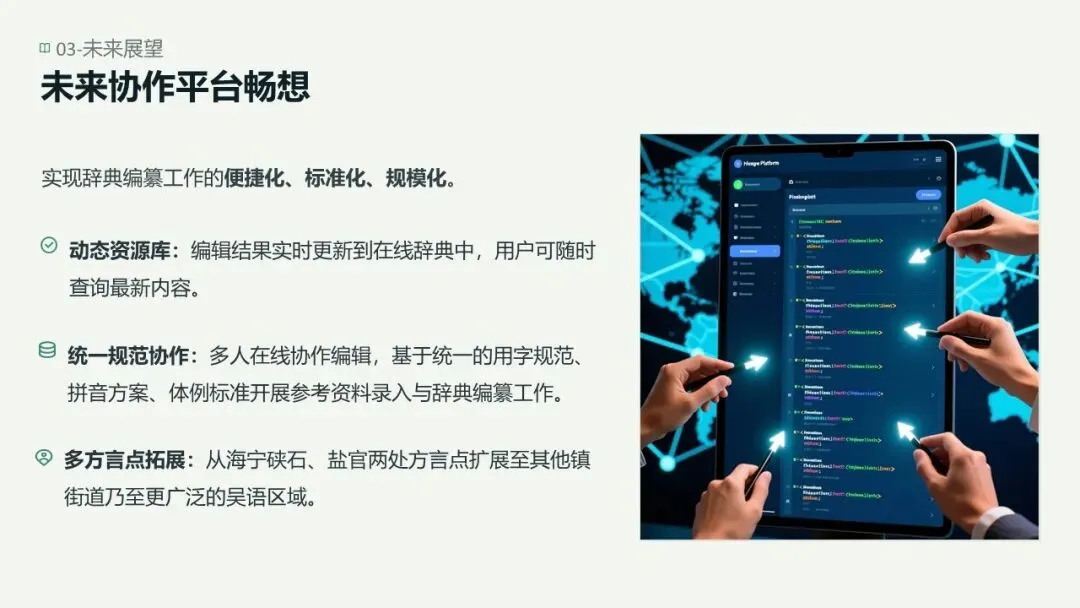 03-未来展望
未来协作平台畅想
实现辞典编纂工作的便捷化、标准化、规模化。
动态资源库：编辑结果实时更新到在线辞典中，用户可随时
查询最新内容。
统一规范协作：多人在线协作编辑，基于统一的用字规范、
拼音方案、体例标准开展参考资料录入与辞典编纂工作。
多方言点拓展：从海宁硖石、盐官两处方言点扩展至其他镇
街道乃至更广泛的吴语区域。
Platform